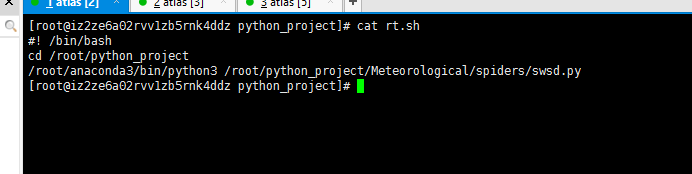 1 atlas [2] 2 atlas [3] 3 atlas [5]
[root@iz2ze6a02rvv1zb5rnk4ddz python_project]# cat rt.sh
#! /bin/bash
cd /root/python_project
/root/anaconda3/bin/python3 /root/python_project/Meteorological/spiders/swsd.py
[root@iz2ze6a02rvv1zb5rnk4ddz python_project]#